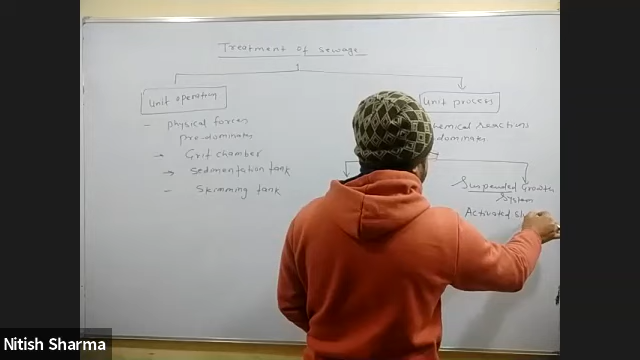 Treatment of sewage
Unit operation
- physical forces
predominates
→ Grit chamber
→ sedimentation tank
- skimming tank
Unit process
chemical reactions
dominates
Suspended Growth
System
Activated
Nitish Sharma